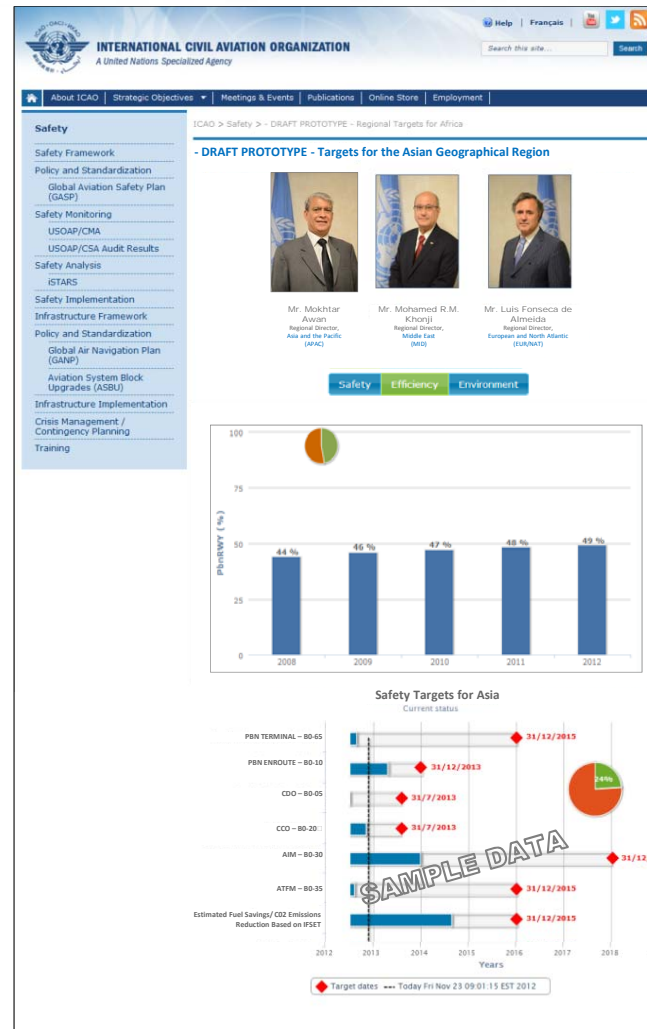 Help | Français |
You
ICAO · OACI · ИКАО
INTERNATIONAL CIVIL AVIATION ORGANIZATION
A United Nations Specialized Agency
Search this site...
Search
About ICAO | Strategic Objectives | Meetings & Events | Publications | Online Store | Employment |
Safety
Safety Framework
Policy and Standardization
Global Aviation Safety Plan
(GASP)
Safety Monitoring
USOAP/CMA
USOAP/CSA Audit Results
Safety Analysis
iSTARS
Safety Implementation
Infrastructure Framework
Policy and Standardization
Global Air Navigation Plan
(GANP)
Aviation System Block
Upgrades (ASBU)
Infrastructure Implementation
Crisis Management /
Contingency Planning
Training
ICAO > Safety > - DRAFT PROTOTYPE - Regional Targets for Africa
- DRAFT PROTOTYPE - Targets for the Asian Geographical Region
Mr. Mokhtar
Awan
Regional Director,
Asia and the Pacific
(APAC)
Mr. Mohamed R.M.
Khonji
Regional Director,
Middle East
(MID)
Mr. Luis Fonseca de
Almeida
Regional Director,
European and North Atlantic
(EUR/NAT)
Safety Efficiency Environment
PbnRWY (%)
100
75
50
25
0
44 %
46 %
47 %
48 %
49 %
2008 2009 2010 2011 2012
Safety Targets for Asia
Current status
PBN TERMINAL – B0-65
31/12/2015
PBN ENROUTE – B0-10
31/12/2013
24%
CDO – B0-05
31/7/2013
CCO – B0-20
31/7/2013
AIM – B0-30
31/12/
SAMPLE DATA
ATFM – B0-35
31/12/2015
Estimated Fuel Savings/ C02 Emissions
Reduction Based on IFSET
31/12/2015
2012 2013 2014 2015 2016 2017 2018
Years
Target dates Today Fri Nov 23 09:01:15 EST 2012